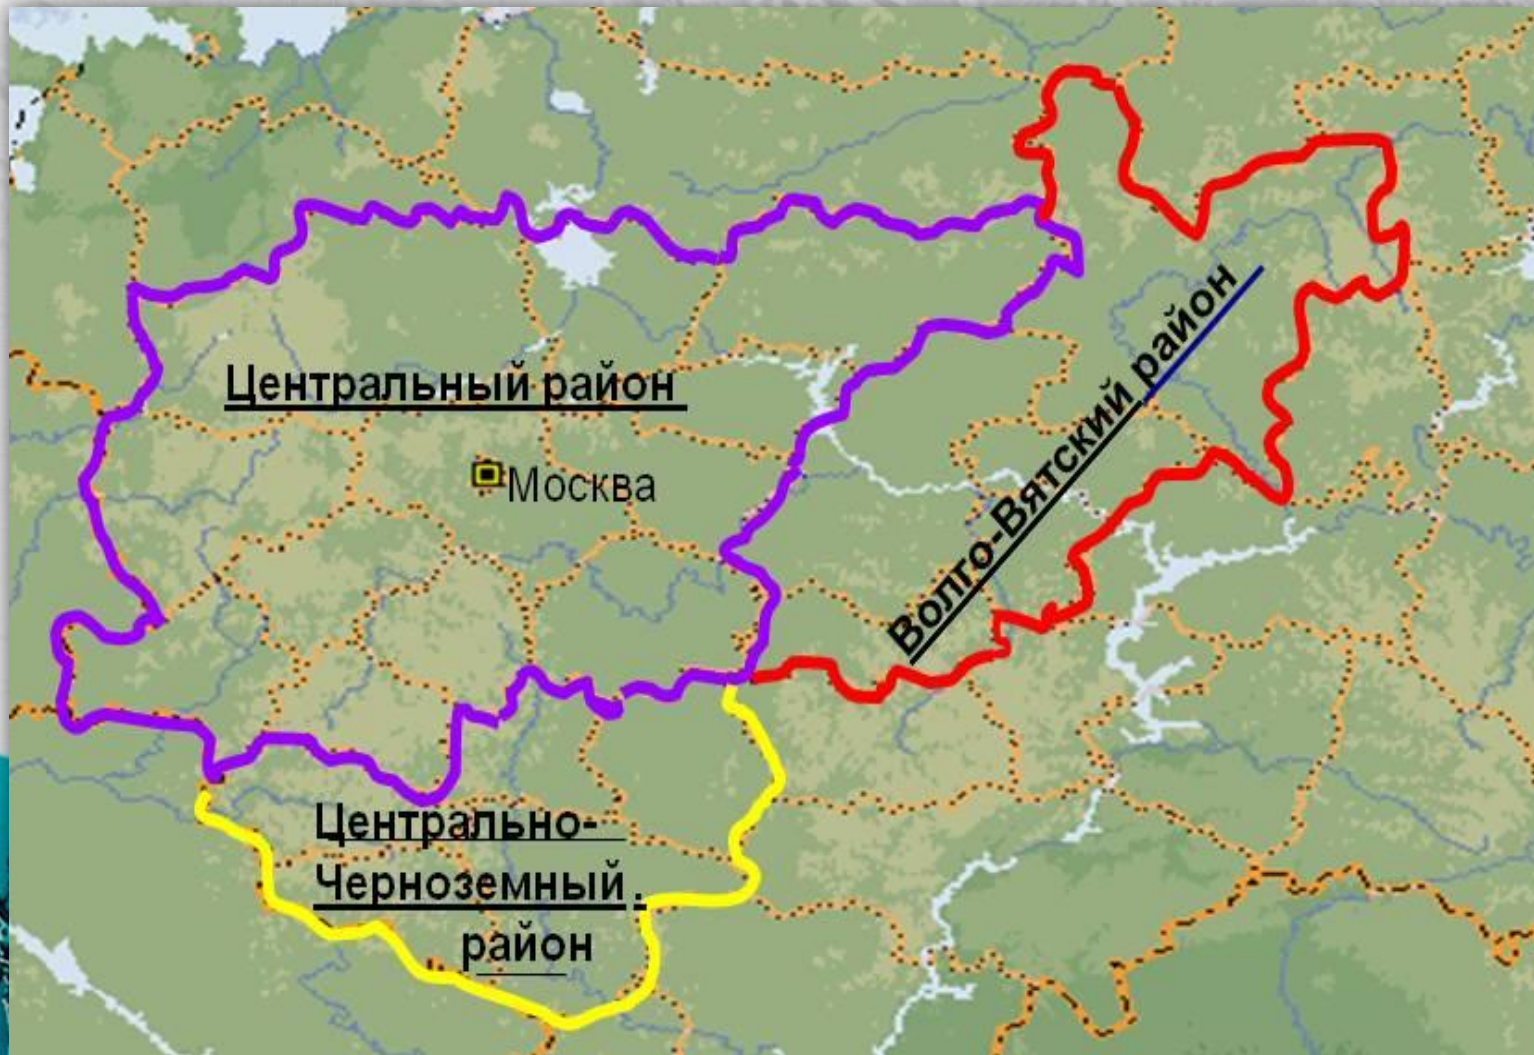 Центральный район
Москва
Волго-Вятский район
Центрально-
Черноземный .
район